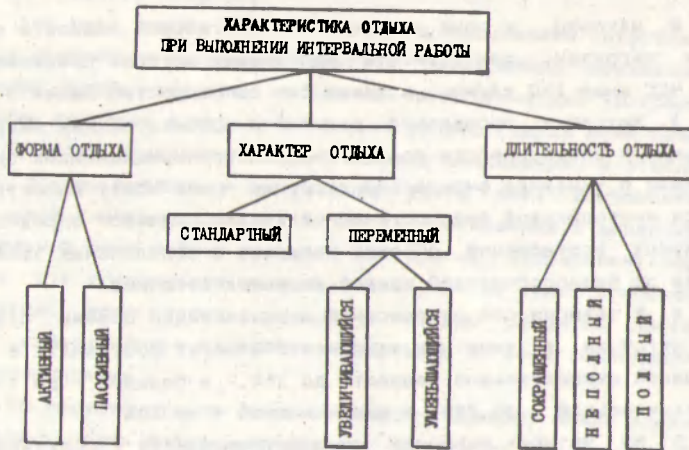 ХАРАКТЕРИСТИКА ОТДЫХА
ПРИ ВЫПОЛНЕНИИ ИНТЕРВАЛЬНОЙ РАБОТЫ
ФОРМА ОТДЫХА
ХАРАКТЕР ОТДЫХА
ДЛИТЕЛЬНОСТЬ ОТДЫХА
СТАНДАРТНЫЙ
ПЕРЕМЕННЫЙ
АКТИВНЫЙ
ПАССИВНЫЙ
УВЕЛИЧИВАЮЩИЙСЯ
УМЕНЬШАЮЩИЙСЯ
СОКРАЩЕННЫЙ
НЕПОЛНЫЙ
ПОЛНЫЙ